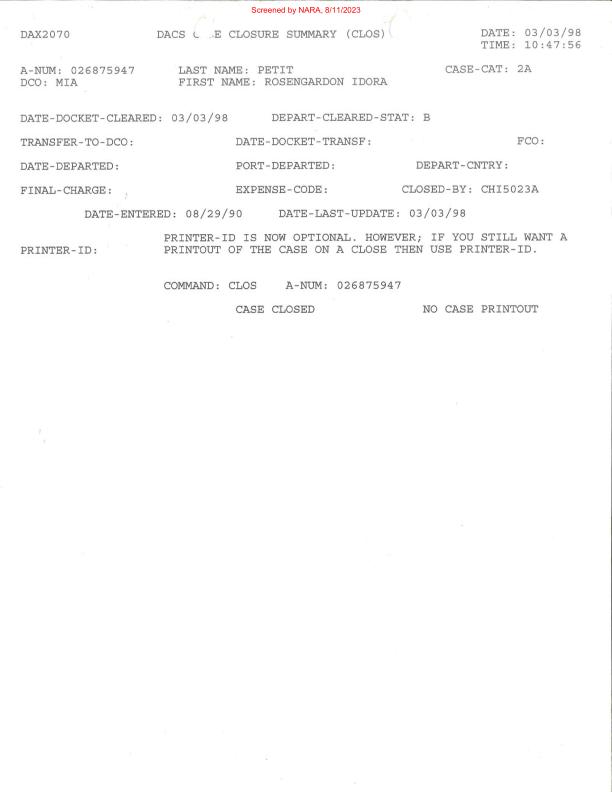 Screened by NARA, 8/11/2023
DAX2070 DACS C E CLOSURE SUMMARY (CLOS) DATE: 03/03/98
TIME: 10:47:56
A-NUM: 026875947 LAST NAME: PETIT CASE-CAT: 2A
DCO: MIA FIRST NAME: ROSENGARDON IDORA
DATE-DOCKET-CLEARED: 03/03/98 DEPART-CLEARED-STAT: B
TRANSFER-TO-DCO: DATE-DOCKET-TRANSF: FCO:
DATE-DEPARTED: PORT-DEPARTED: DEPART-CNTRY:
FINAL-CHARGE: EXPENSE-CODE: CLOSED-BY: CHI5023A
DATE-ENTERED: 08/29/90 DATE-LAST-UPDATE: 03/03/98
PRINTER-ID IS NOW OPTIONAL. HOWEVER; IF YOU STILL WANT A
PRINTER-ID: PRINTOUT OF THE CASE ON A CLOSE THEN USE PRINTER-ID.
COMMAND: CLOS A-NUM: 026875947
CASE CLOSED NO CASE PRINTOUT